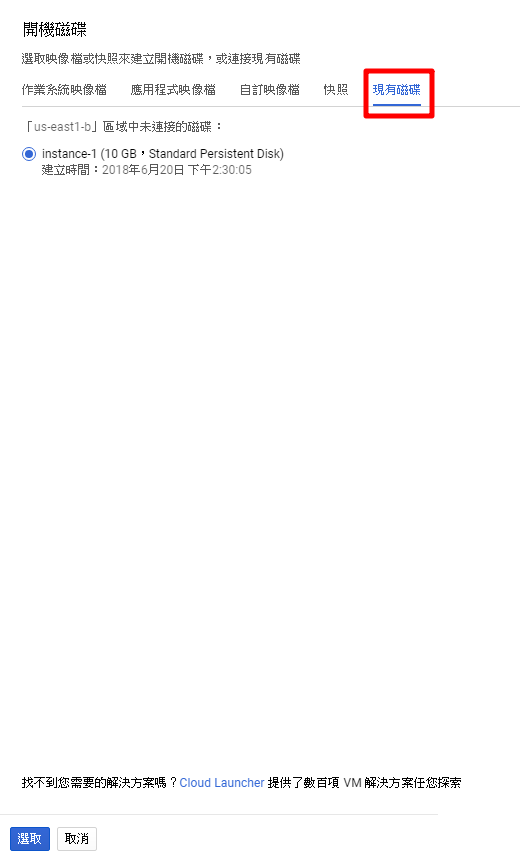 開機磁碟
選取映像檔或快照來建立開機磁碟，或連接現有磁碟
作業系統映像檔 應用程式映像檔 自訂映像檔 快照 現有磁碟
「us-east1-b」區域中未連接的磁碟：
instance-1 (10 GB，Standard Persistent Disk)
建立時間：2018年6月20日 下午2:30:05
找不到您需要的解決方案嗎？Cloud Launcher 提供了數百項 VM 解決方案任您探索
選取 取消